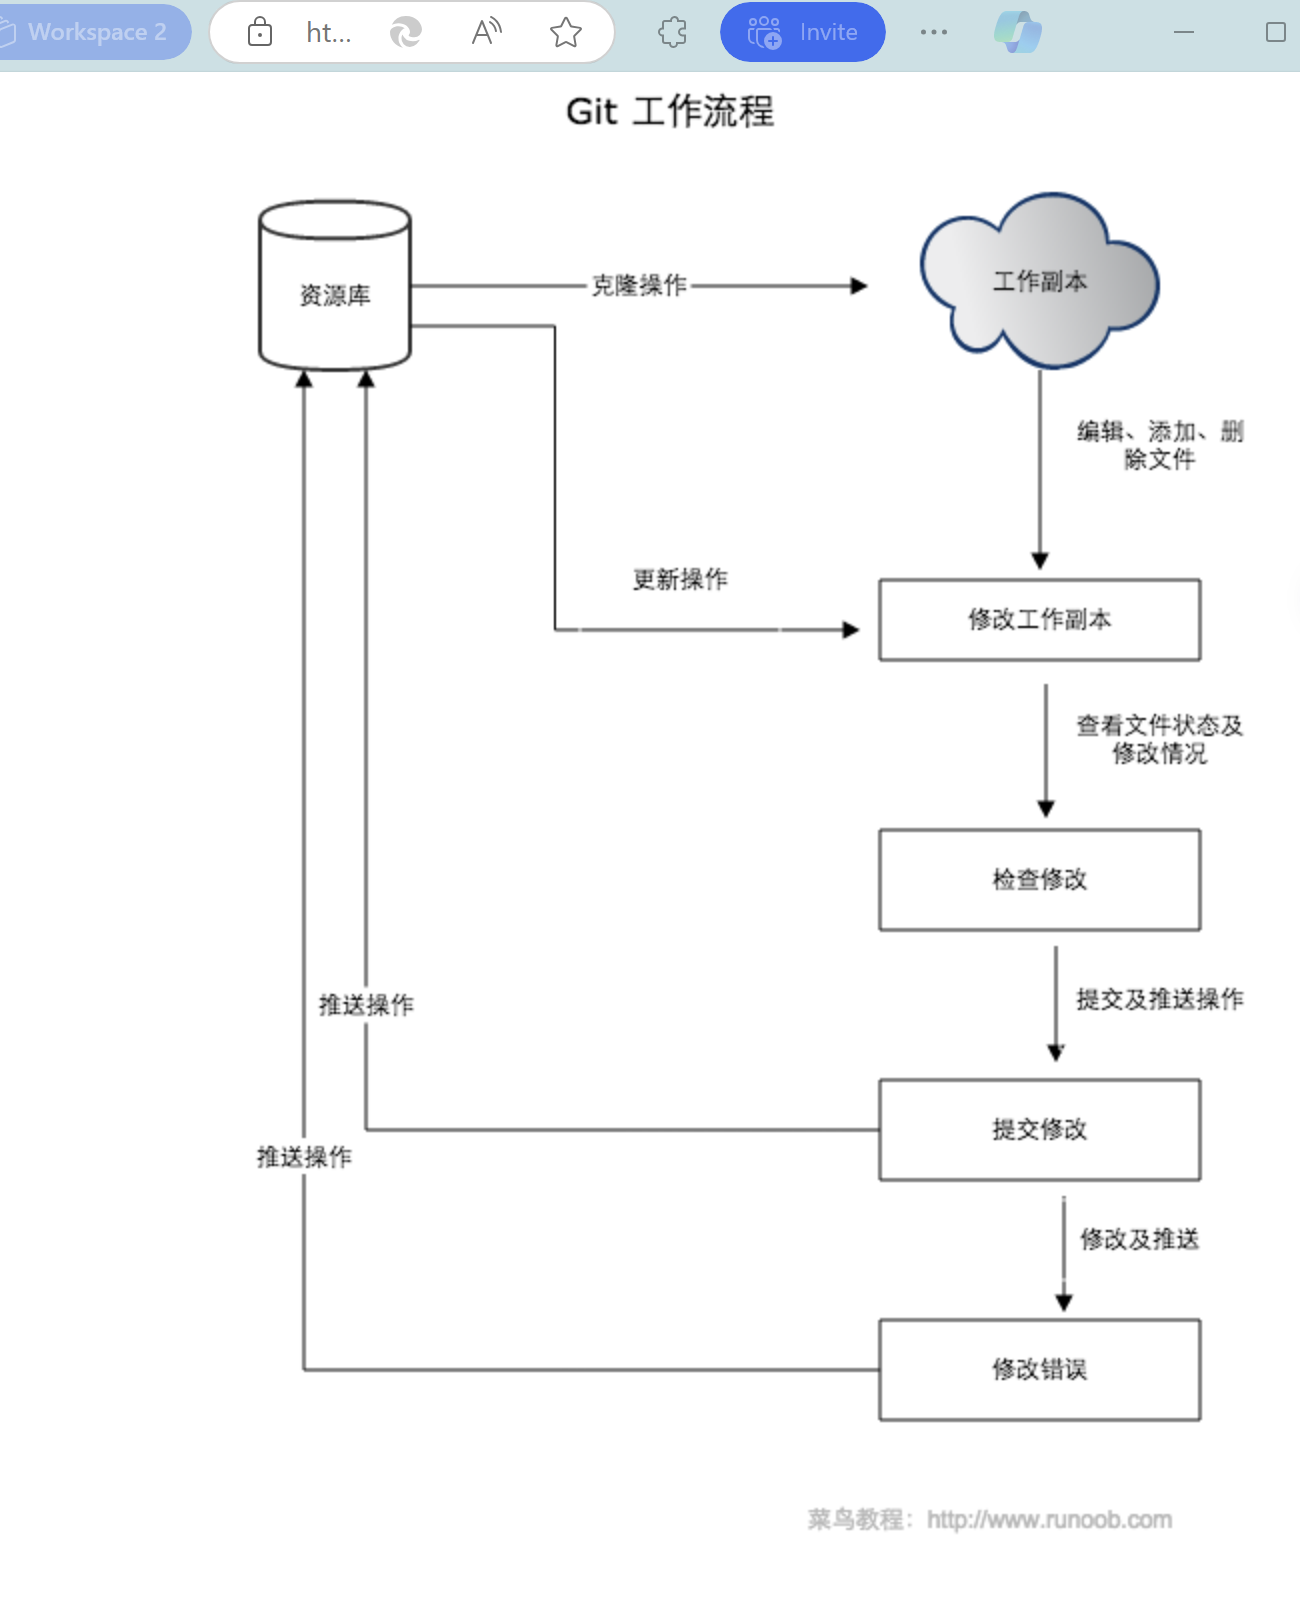 Workspace 2
ht...
Invite
Git 工作流程
资源库
克隆操作
工作副本
编辑、添加、删
除文件
更新操作
修改工作副本
查看文件状态及
修改情况
检查修改
推送操作
提交及推送操作
提交修改
推送操作
修改及推送
修改错误
菜鸟教程：http://www.runoob.com